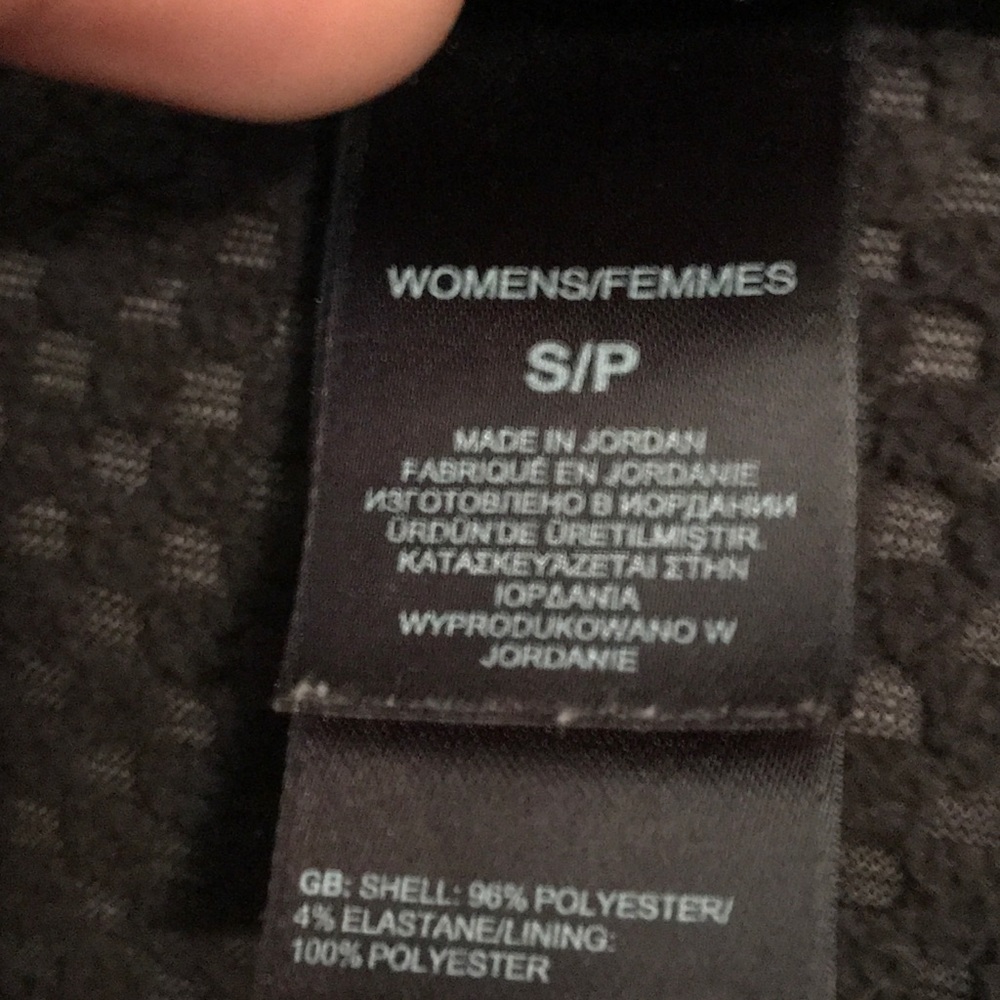 WOMENS/FEMMES
S/P
MADE IN JORDAN
FABRIQUÉ EN JORDANIE
ИЗГОТОВЛЕНО В ИОРДАНИИ
ÜRDÜN'DE ÜRETILMIŞTIR.
ΚΑΤΑΣΚΕΥΑΖΕΤΑΙ ΣΤΗΝ
ΙΟΡΔΑΝΙΑ
WYPRODUKOWANO W
JORDANIE
GB: SHELL: 96% POLYESTER/
4% ELASTANE/LINING:
100% POLYESTER